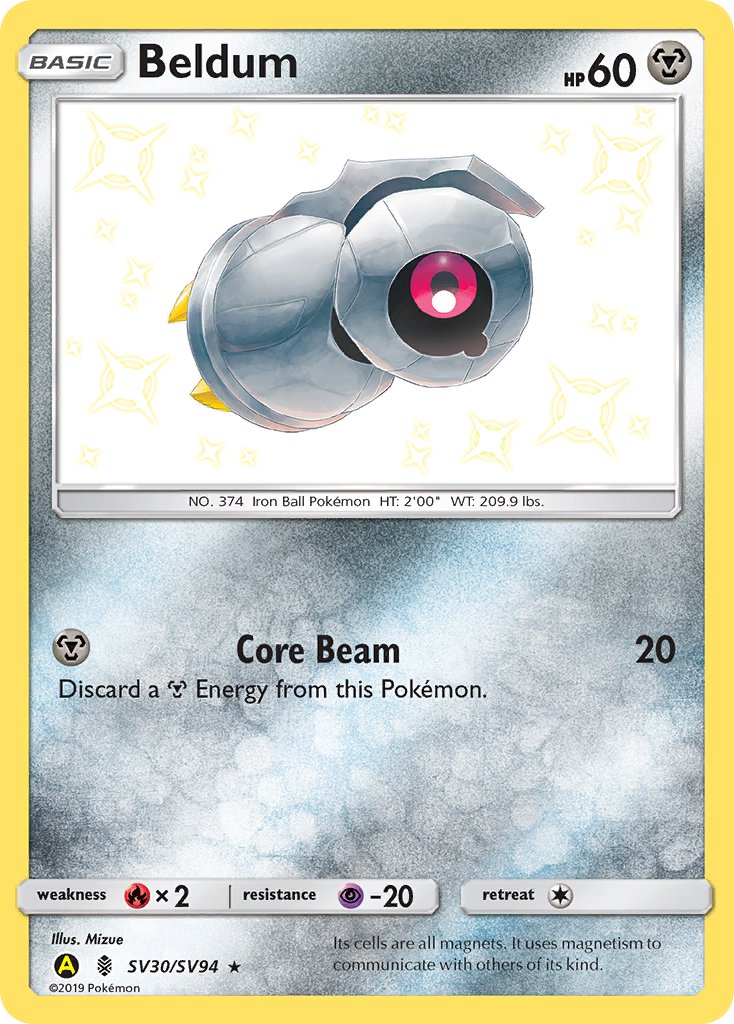 BASIC Beldum HP60
NO. 374 Iron Ball Pokémon HT: 2'00" WT: 209.9 lbs.
Core Beam 20
Discard a Energy from this Pokémon.
weakness × 2 resistance -20 retreat
Illus. Mizue
Its cells are all magnets. It uses magnetism to
communicate with others of its kind.
A SV30/SV94 ★
©2019 Pokémon